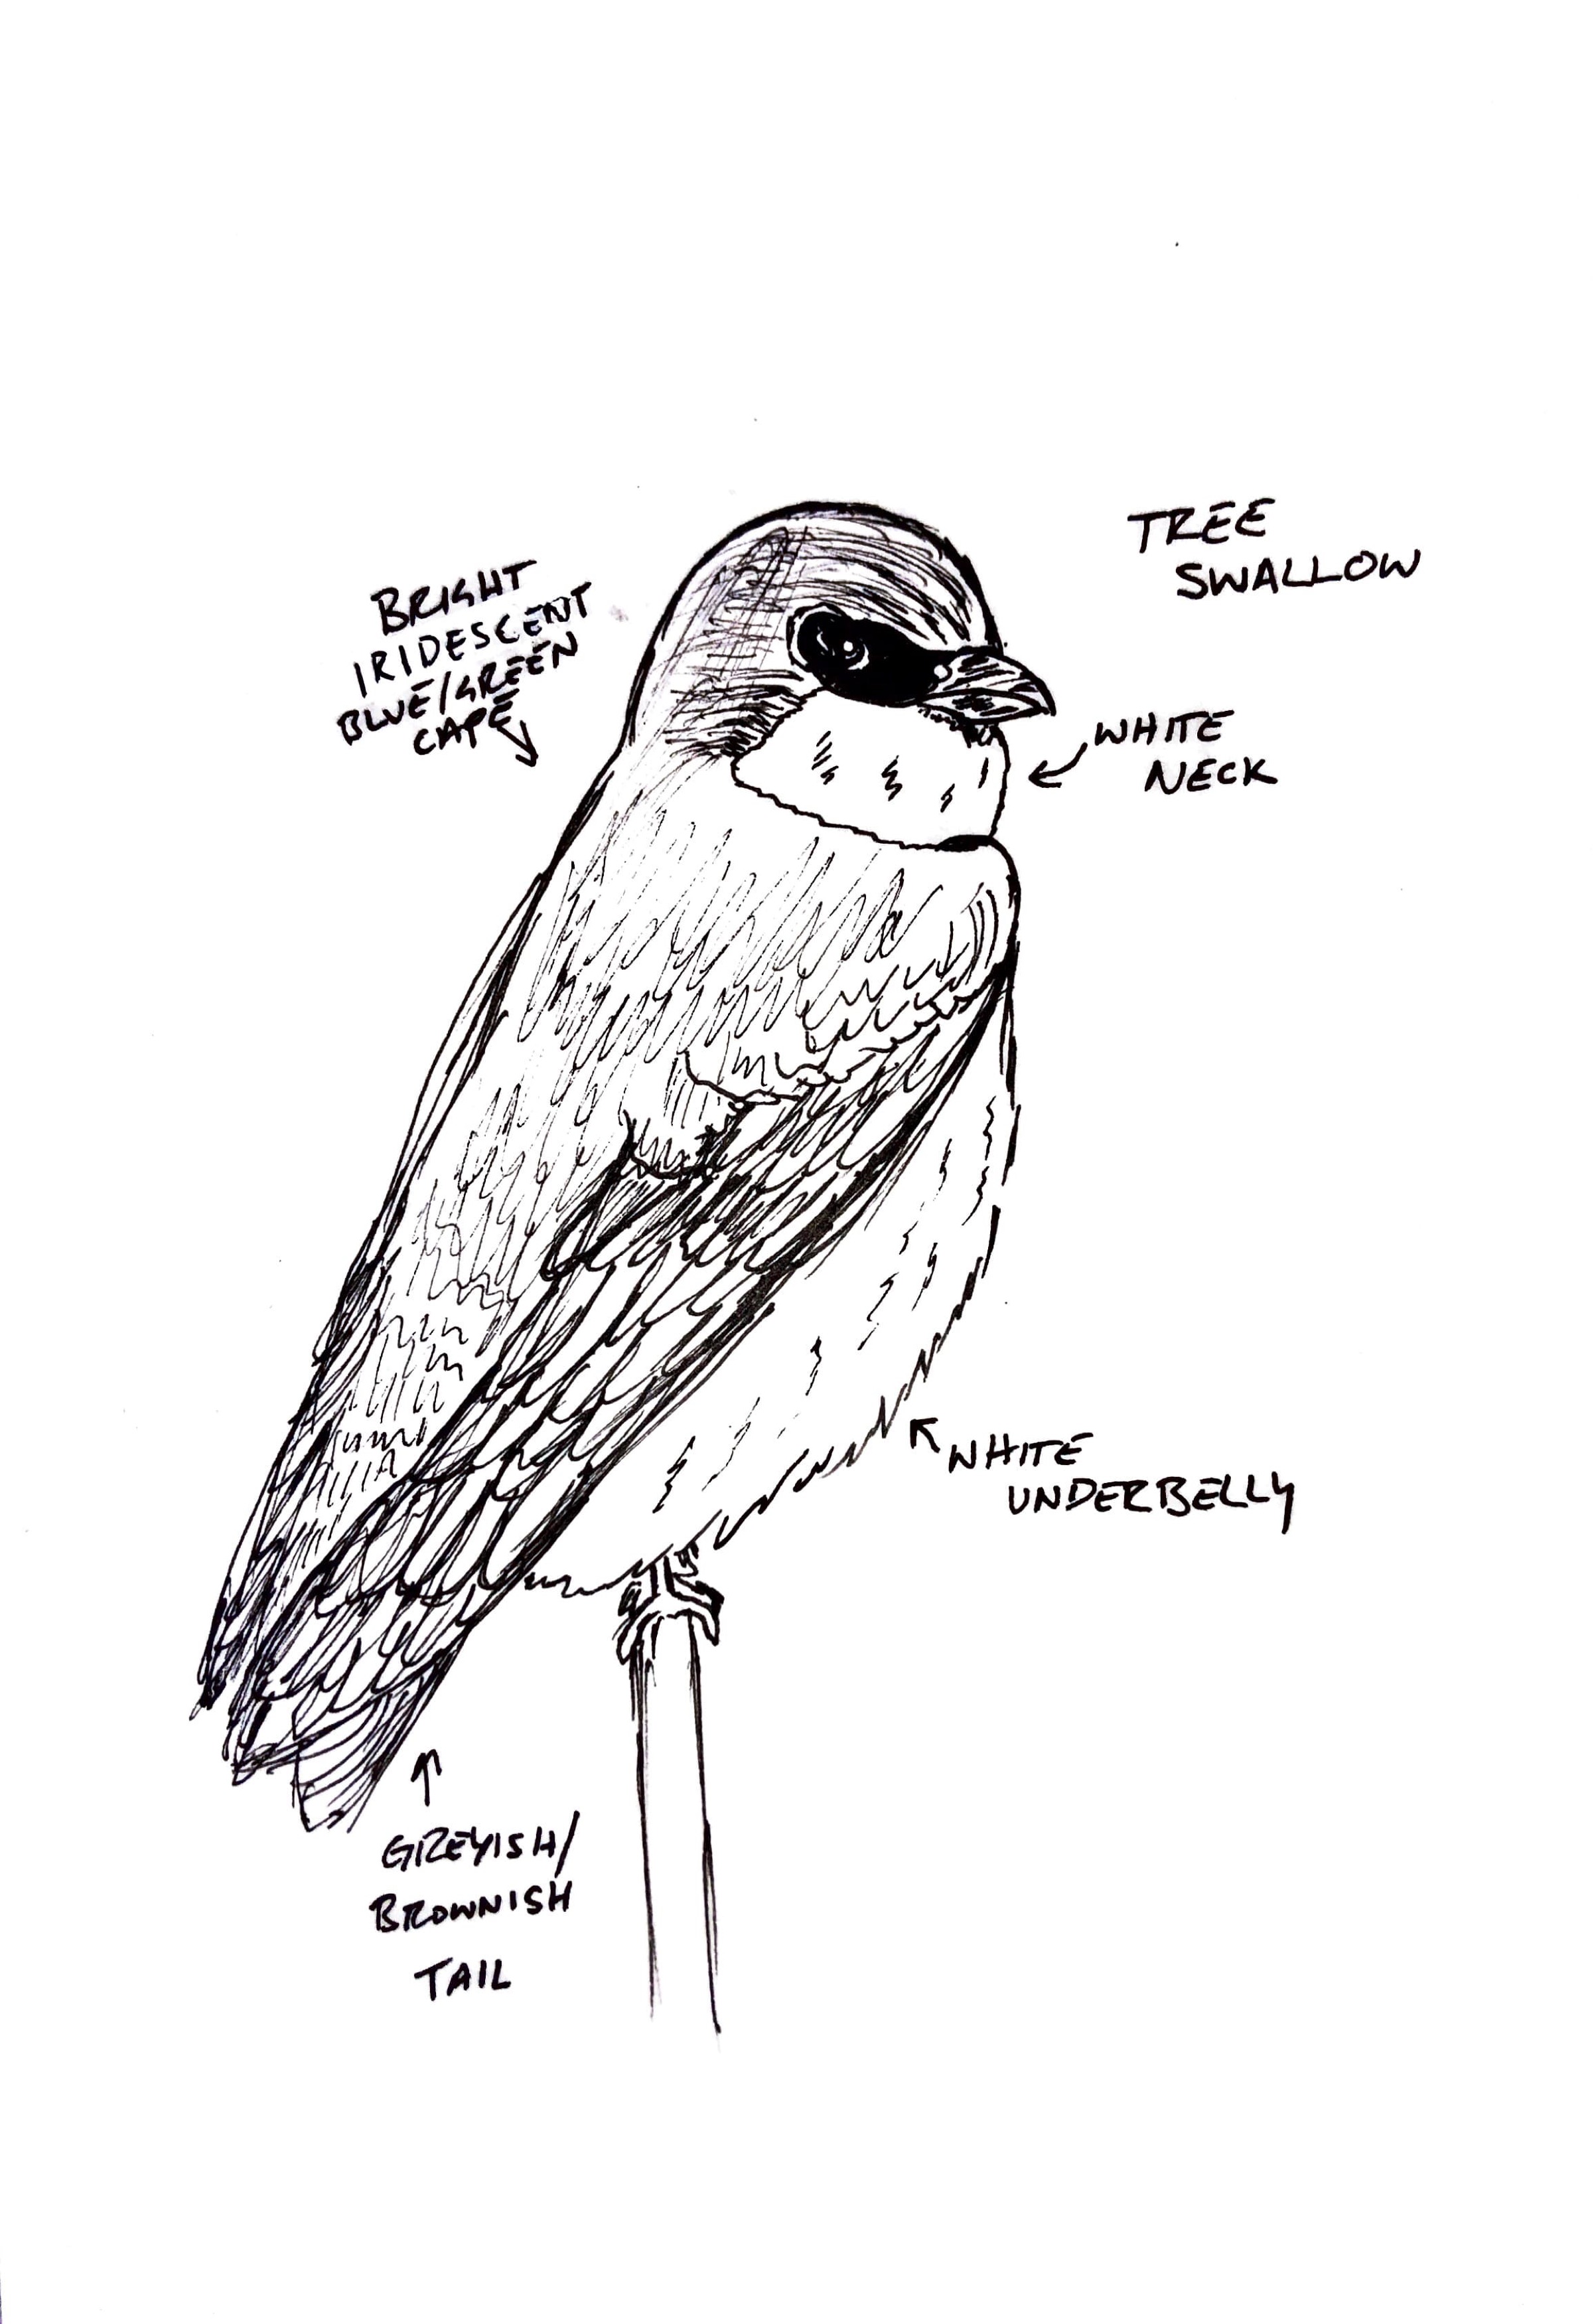 TREE
SWALLOW
BRIGHT
IRIDESCENT
BLUE/GREEN
CAPE
WHITE
NECK
WHITE
UNDERBELLY
GREYISH/
BROWNISH
TAIL